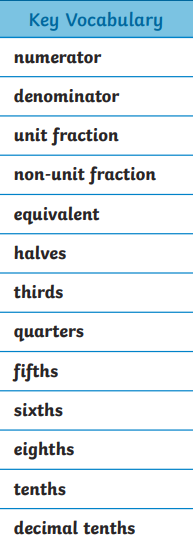 Key Vocabulary
numerator
denominator
unit fraction
non-unit fraction
equivalent
halves
thirds
quarters
fifths
sixths
eighths
tenths
decimal tenths